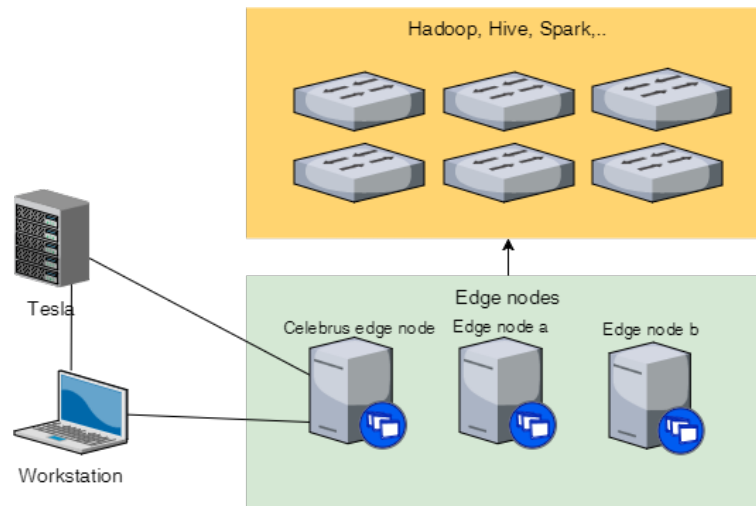 Hadoop, Hive, Spark,..
Tesla
Workstation
Edge nodes
Celebrus edge node
Edge node a
Edge node b